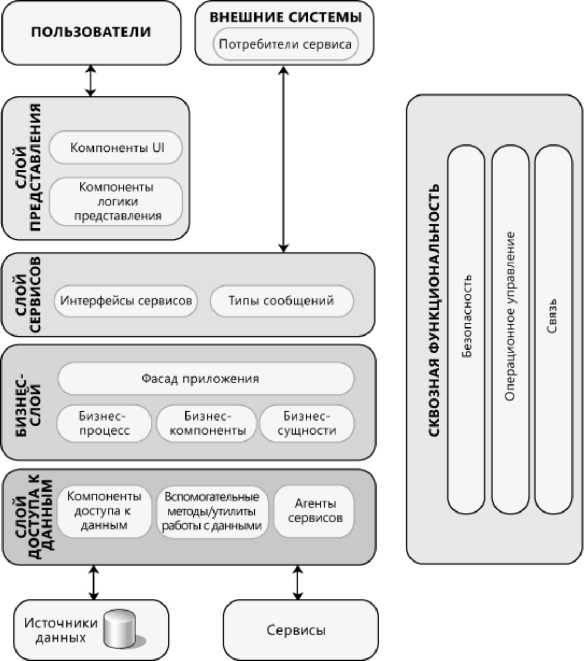 ПОЛЬЗОВАТЕЛИ
ВНЕШНИЕ СИСТЕМЫ
Потребители сервиса
СЛОЙ
ПРЕДСТАВЛЕНИЯ
Компоненты UI
Компоненты
логики
представления
СЛОЙ
СЕРВИСОВ
Интерфейсы сервисов
Типы сообщений
БИЗНЕС-
СЛОЙ
Фасад приложения
Бизнес-
процесс
Бизнес-
компоненты
Бизнес-
сущности
СЛОЙ
ДОСТУПА К
ДАННЫМ
Компоненты
доступа к
данным
Вспомогательные
методы/утилиты
работы с данными
Агенты
сервисов
Источники
данных
Сервисы
СКВОЗНАЯ ФУНКЦИОНАЛЬНОСТЬ
Безопасность
Операционное управление
Связь